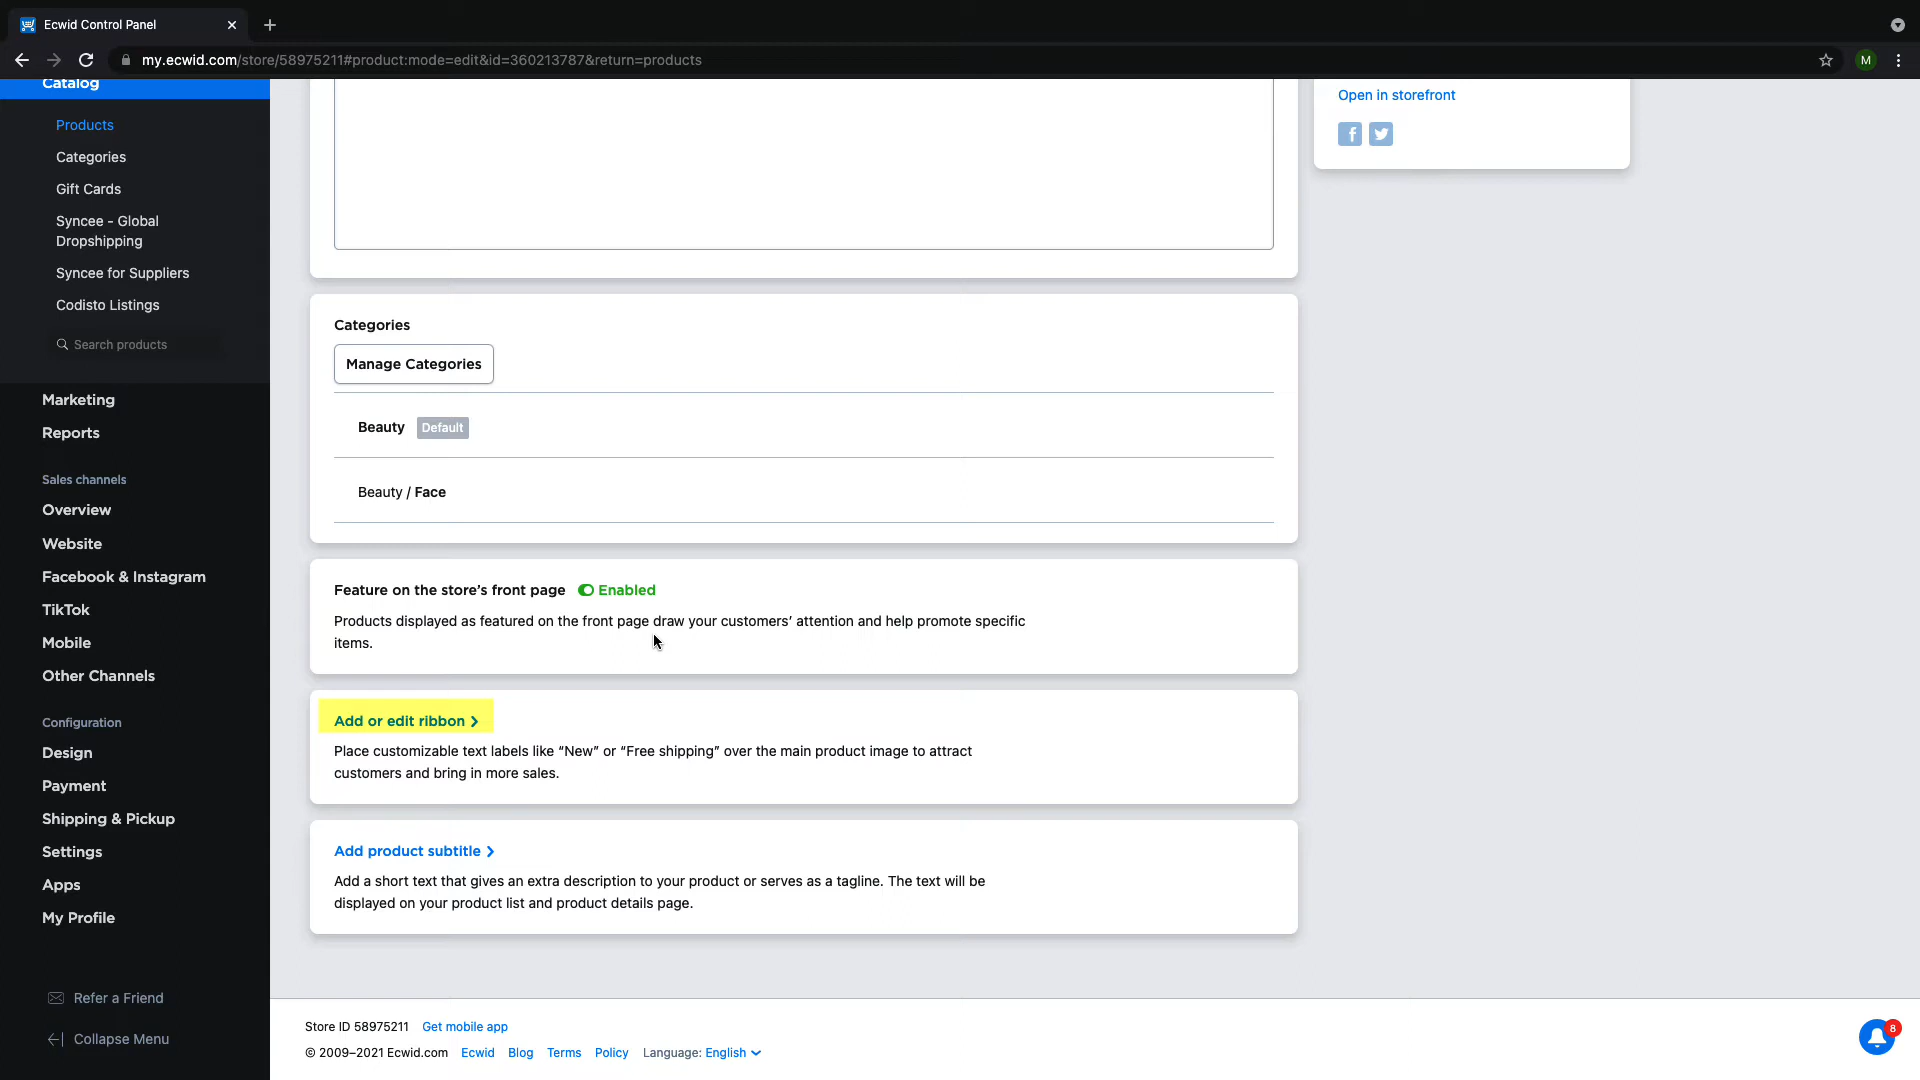 Ecwid Control Panel
my.ecwid.com/store/58975211#product:mode=edit&id=360213787&return=products
M
Catalog
Products
Categories
Gift Cards
Syncee - Global
Dropshipping
Syncee for Suppliers
Codisto Listings
Search products
Marketing
Reports
Sales channels
Overview
Website
Facebook & Instagram
TikTok
Mobile
Other Channels
Configuration
Design
Payment
Shipping & Pickup
Settings
Apps
My Profile
Refer a Friend
Collapse Menu
Open in storefront
Categories
Manage Categories
Beauty Default
Beauty / Face
Feature on the store’s front page Enabled
Products displayed as featured on the front page draw your customers’ attention and help promote specific
items.
Add or edit ribbon
Place customizable text labels like “New” or “Free shipping” over the main product image to attract
customers and bring in more sales.
Add product subtitle
Add a short text that gives an extra description to your product or serves as a tagline. The text will be
displayed on your product list and product details page.
Store ID 58975211 Get mobile app
© 2009–2021 Ecwid.com Ecwid Blog Terms Policy Language: English
8